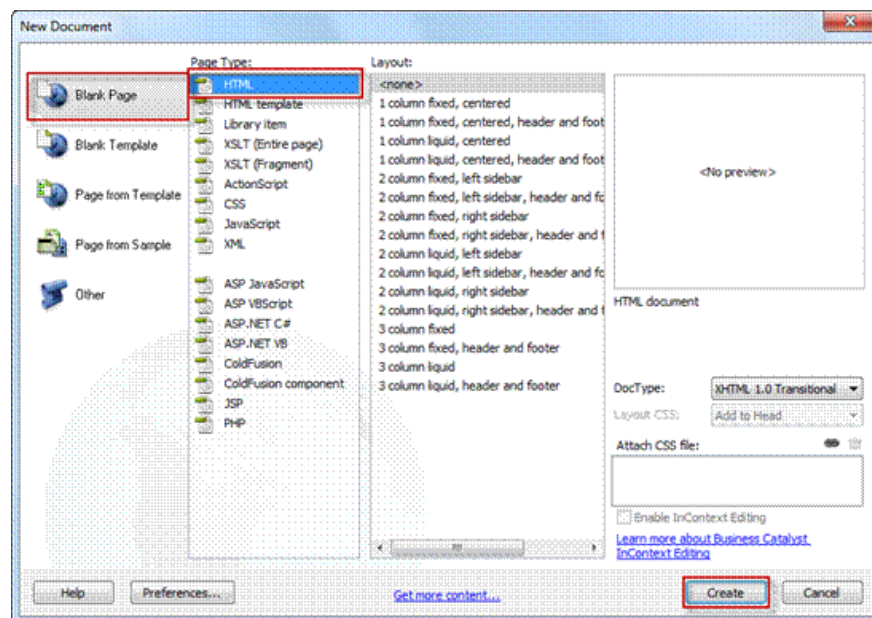 New Document
Blank Page
Blank Template
Page from Template
Page from Sample
Other
Page Type:
HTML
HTML template
Library item
XSLT (Entire page)
XSLT (Fragment)
ActionScript
CSS
JavaScript
XML
ASP JavaScript
ASP VBScript
ASP.NET C#
ASP.NET VB
ColdFusion
ColdFusion component
JSP
PHP
Layout:
<none>
1 column fixed, centered
1 column fixed, centered, header and foot
1 column liquid, centered
1 column liquid, centered, header and foot
2 column fixed, left sidebar
2 column fixed, left sidebar, header and fo
2 column fixed, right sidebar
2 column fixed, right sidebar, header and f
2 column liquid, left sidebar
2 column liquid, left sidebar, header and fo
2 column liquid, right sidebar
2 column liquid, right sidebar, header and f
3 column fixed
3 column fixed, header and footer
3 column liquid
3 column liquid, header and footer
<No preview>
HTML document
DocType: XHTML 1.0 Transitional
Layout CSS: Add to Head
Attach CSS file:
Enable InContext Editing
Learn more about Business Catalyst
InContext Editing
Help
Preferences...
Get more content...
Create
Cancel